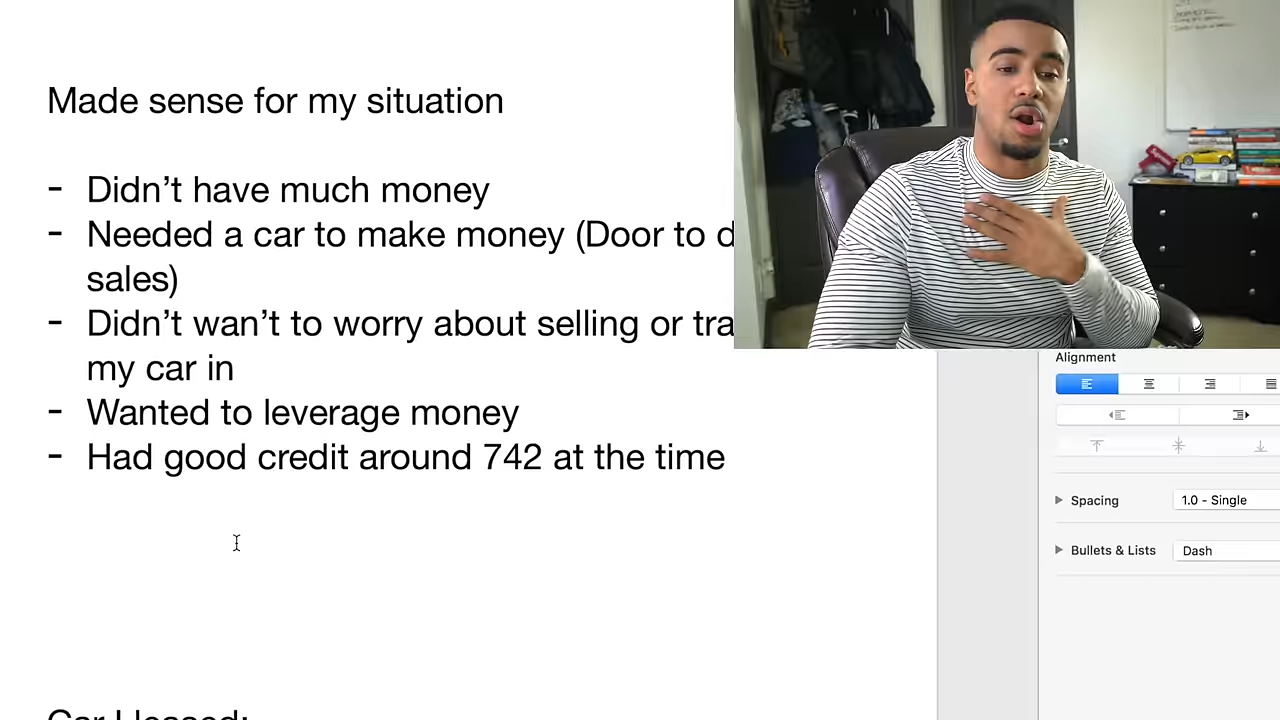 Made sense for my situation
- Didn't have much money
- Needed a car to make money (Door to
sales)
- Didn't wan't to worry about selling or
my car in
- Wanted to leverage money
- Had good credit around 742 at the time
Alignment
Spacing
1.0 - Single
Bullets & Lists
Dash
Supreme